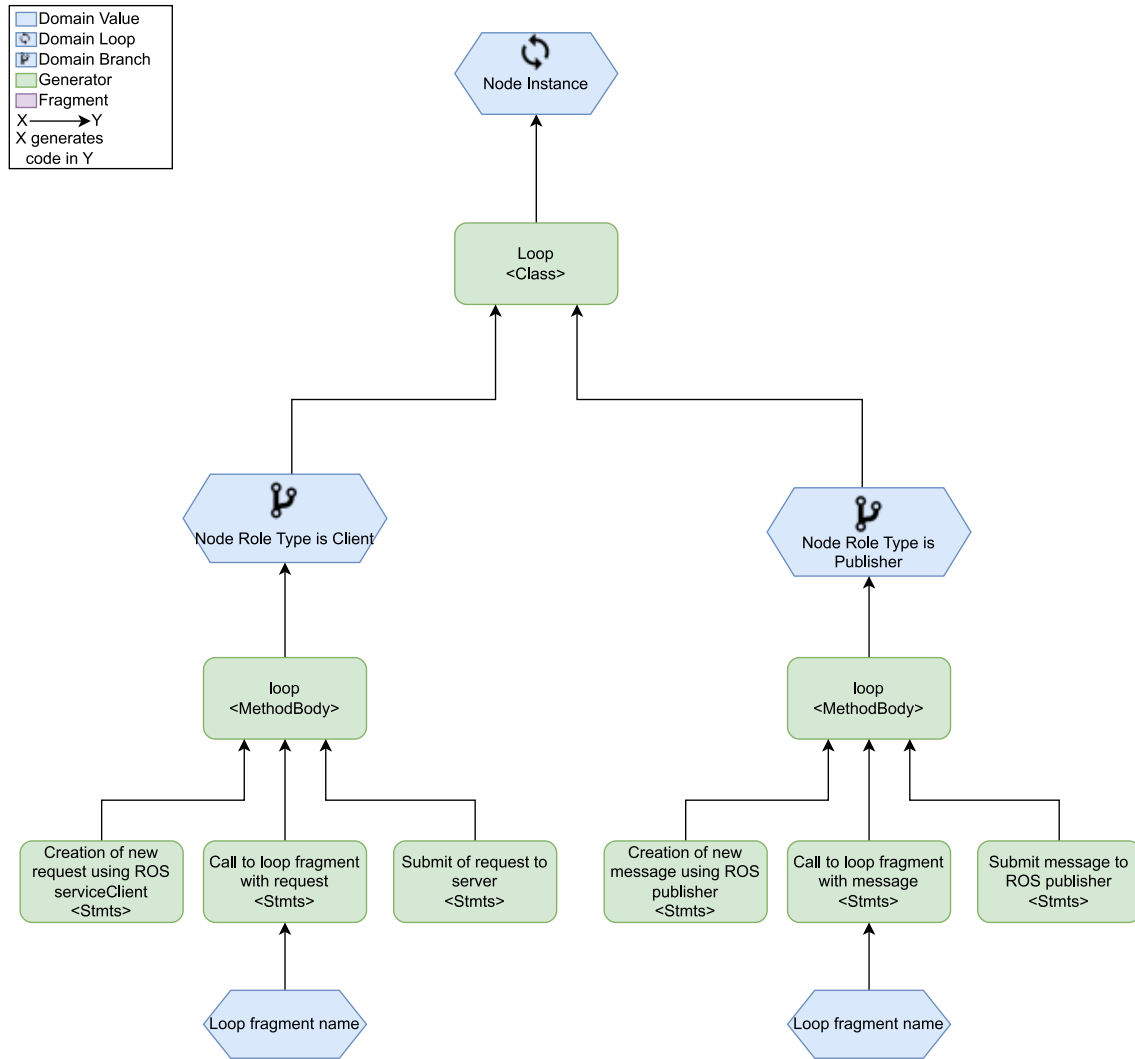 Domain Value
Domain Loop
Domain Branch
Generator
Fragment
X Y
X generates
code in Y
Node Instance
Loop
<Class>
Node Role Type is Client
Node Role Type is
Publisher
loop
<MethodBody>
loop
<MethodBody>
Creation of new
request using ROS
serviceClient
<Stmts>
Call to loop fragment
with request
<Stmts>
Submit of request to
server
<Stmts>
Creation of new
message using ROS
publisher
<Stmts>
Call to loop fragment
with message
<Stmts>
Submit message to
ROS publisher
<Stmts>
Loop fragment name
Loop fragment name